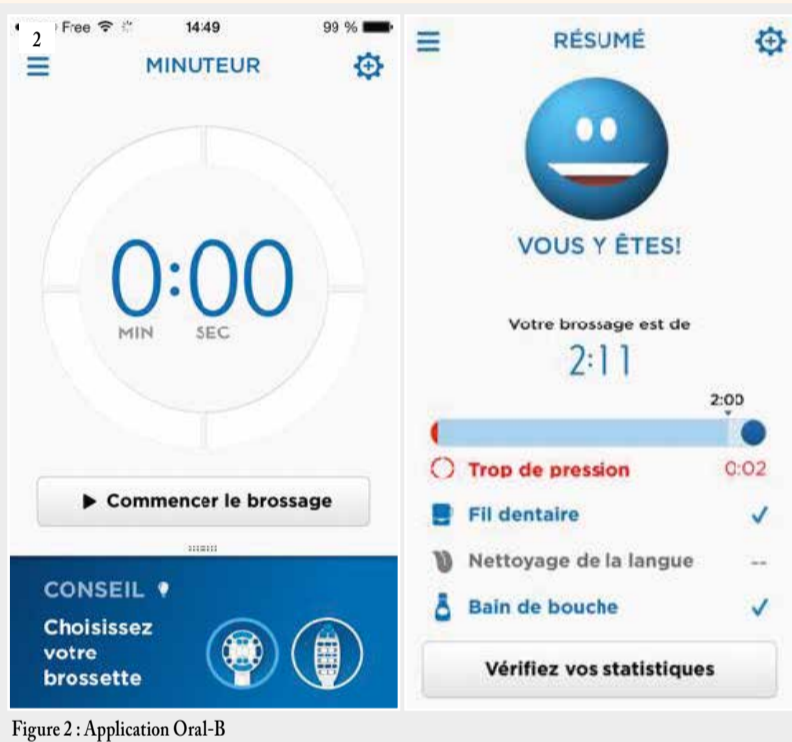 2
Free 14:49 99 %
MINUTEUR
0:00
MIN SEC
Commencer le brossage
CONSEIL
Choisissez
votre
brossette
RÉSUMÉ
VOUS Y ÊTES!
Votre brossage est de
2:11
2:00
Trop de pression 0:02
Fil dentaire
Nettoyage de la langue --
Bain de bouche
Vérifiez vos statistiques
Figure 2 : Application Oral-B